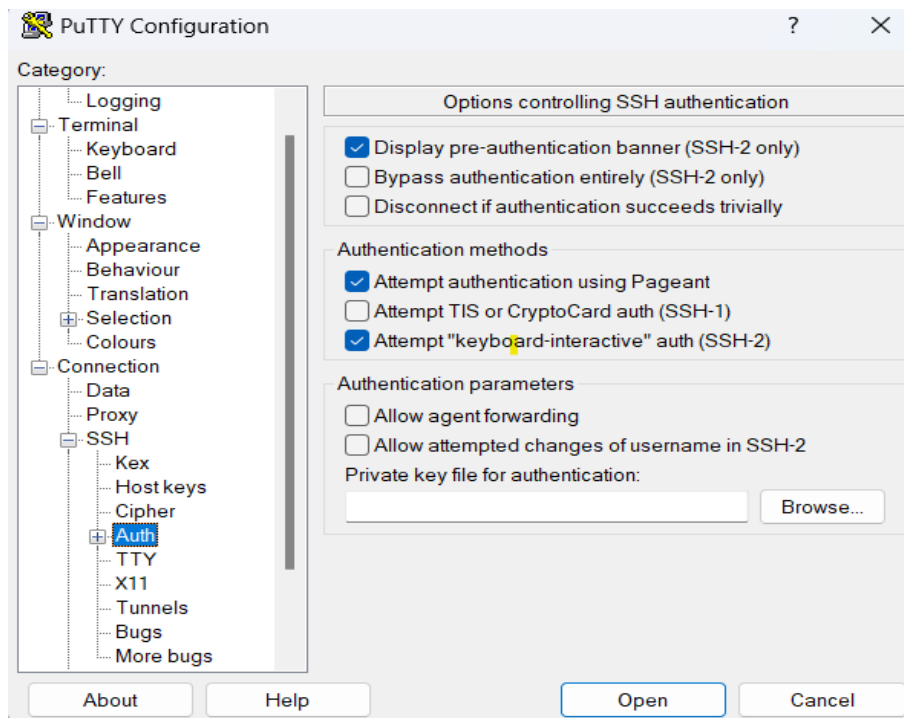 PuTTY Configuration
?
Category:
Logging
Terminal
Keyboard
Bell
Features
Window
Appearance
Behaviour
Translation
Selection
Colours
Connection
Data
Proxy
SSH
Kex
Host keys
Cipher
Auth
TTY
X11
Tunnels
Bugs
More bugs
Options controlling SSH authentication
Display pre-authentication banner (SSH-2 only)
Bypass authentication entirely (SSH-2 only)
Disconnect if authentication succeeds trivially
Authentication methods
Attempt authentication using Pageant
Attempt TIS or CryptoCard auth (SSH-1)
Attempt "keyboard-interactive" auth (SSH-2)
Authentication parameters
Allow agent forwarding
Allow attempted changes of username in SSH-2
Private key file for authentication:
Browse...
About
Help
Open
Cancel